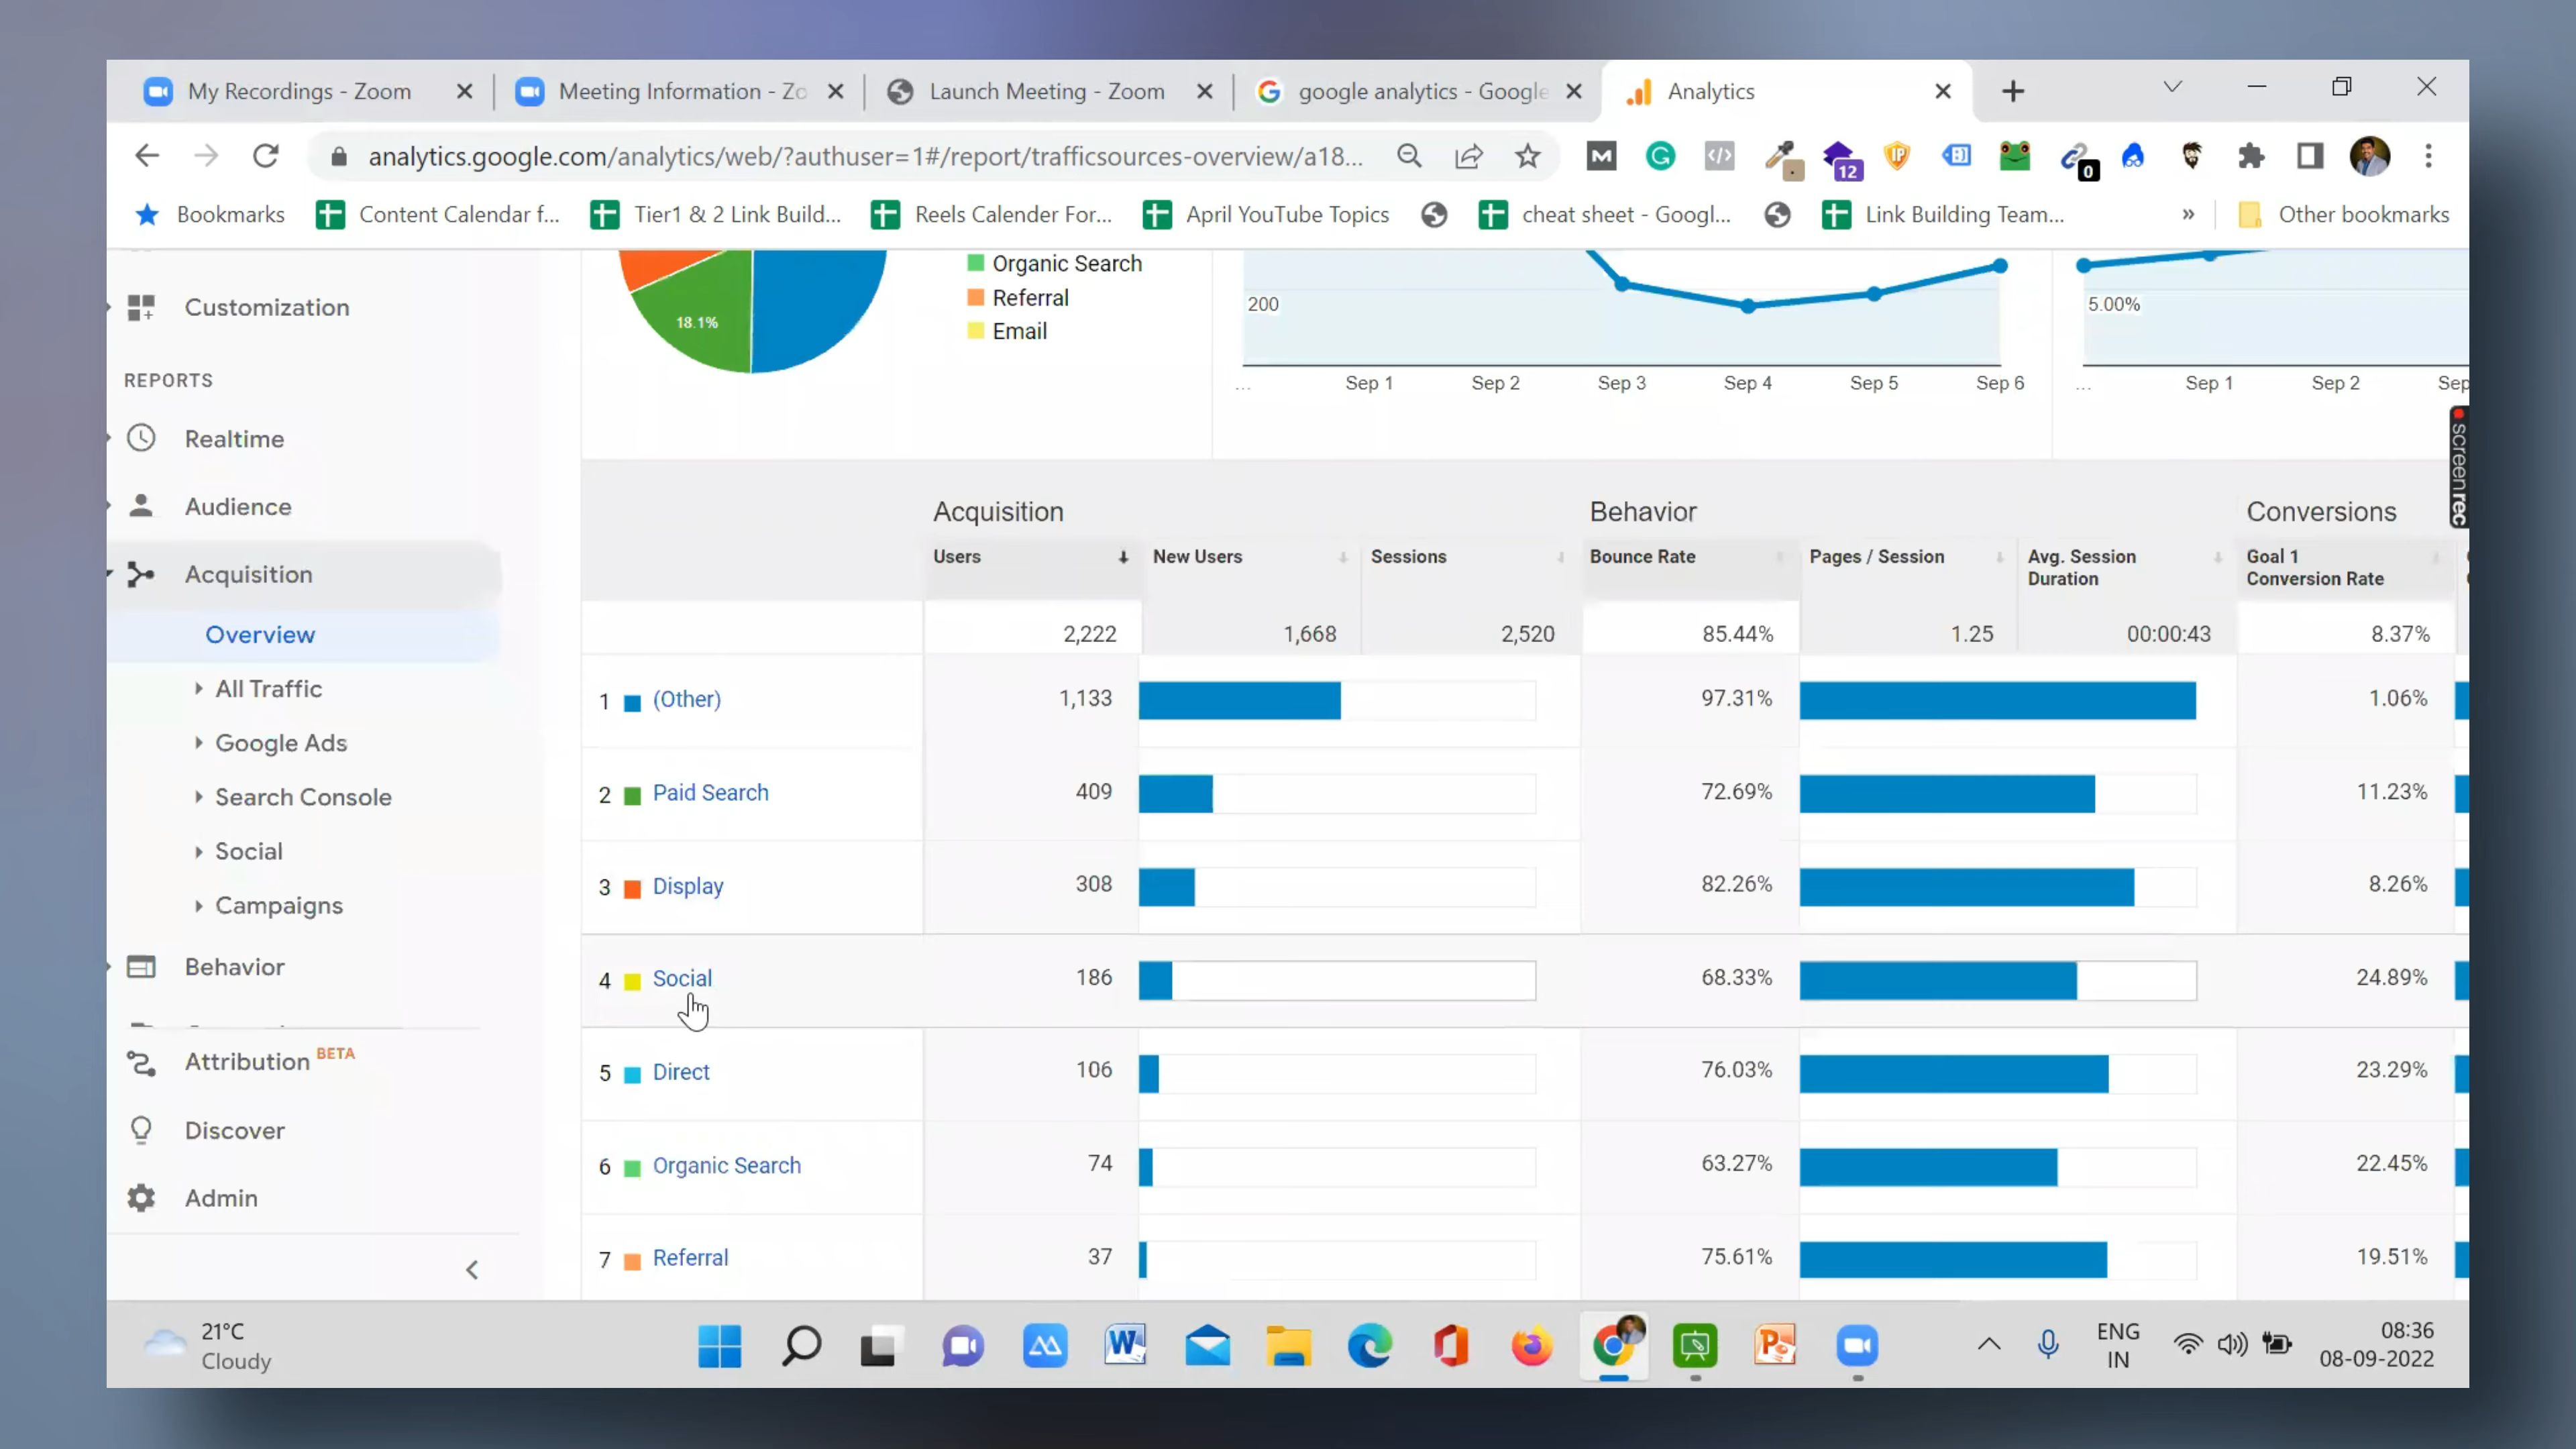 My Recordings - Zoom
Meeting Information - Zo
Launch Meeting - Zoom
google analytics - Google
Analytics
analytics.google.com/analytics/web/?authuser=1#/report/trafficsources-overview/a18...
12
0
Bookmarks
Content Calendar f...
Tier1 & 2 Link Build...
Reels Calender For...
April YouTube Topics
cheat sheet - Googl...
Link Building Team...
»
Other bookmarks
Customization
REPORTS
Realtime
Audience
Acquisition
Overview
All Traffic
Google Ads
Search Console
Social
Campaigns
Behavior
Attribution BETA
Discover
Admin
18.1%
Organic Search
Referral
Email
200
... Sep 1 Sep 2 Sep 3 Sep 4 Sep 5 Sep 6
5.00%
... Sep 1 Sep 2 Sep
screenrec
Acquisition Behavior Conversions
Users New Users Sessions Bounce Rate Pages / Session Avg. Session Duration Goal 1 Conversion Rate
2,222 1,668 2,520 85.44% 1.25 00:00:43 8.37%
1 (Other) 1,133 97.31% 1.06%
2 Paid Search 409 72.69% 11.23%
3 Display 308 82.26% 8.26%
4 Social 186 68.33% 24.89%
5 Direct 106 76.03% 23.29%
6 Organic Search 74 63.27% 22.45%
7 Referral 37 75.61% 19.51%
21°C
Cloudy
ENG
IN
08:36
08-09-2022